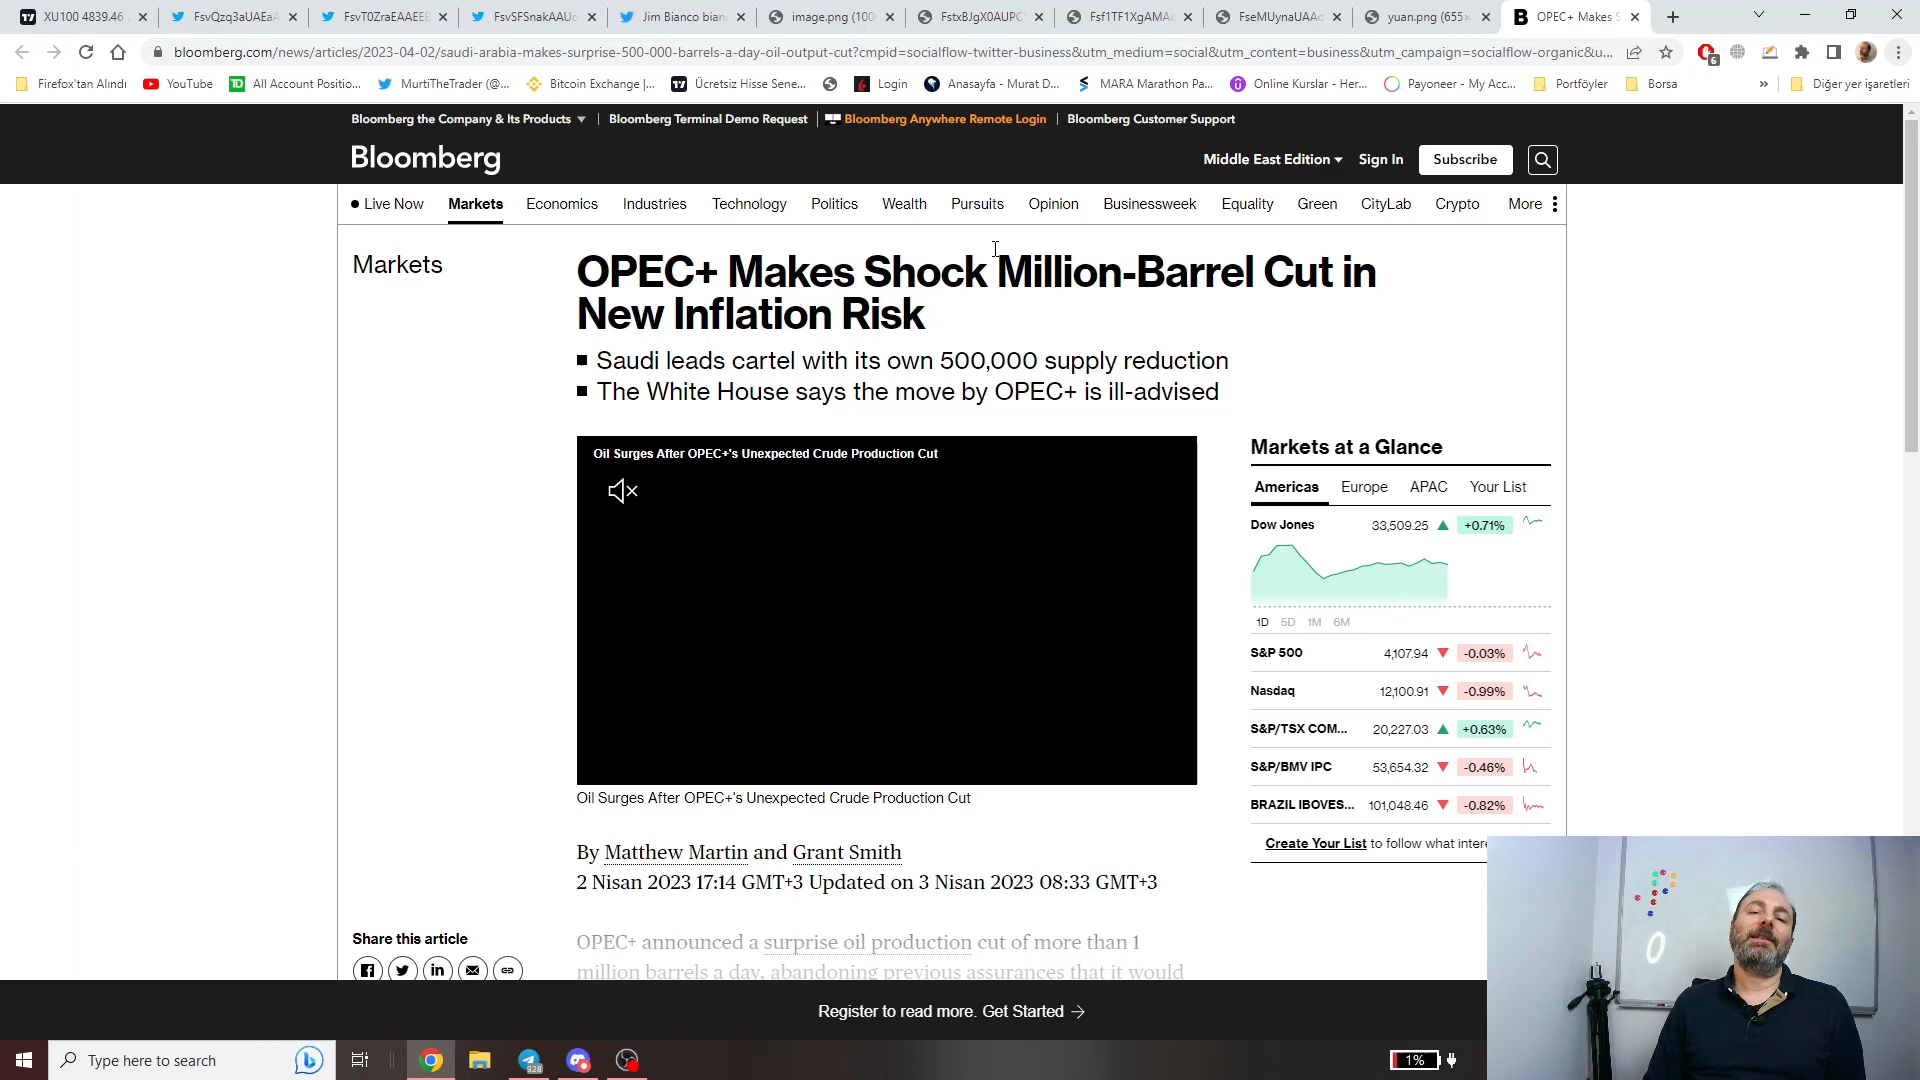 XU100 4839.46
FsvQzq3aUAEaA
FsvT0ZraEAAEEE
FsvSFSnakAAU
Jim Bianco bian
image.png (100
FstxBJgX0AUPC
Fsf1TF1XgAMA
FseMUynaUAA
yuan.png (655×
OPEC+ Makes S
bloomberg.com/news/articles/2023-04-02/saudi-arabia-makes-surprise-500-000-barrels-a-day-oil-output-cut?cmpid=socialflow-twitter-business&utm_medium=social&utm_content=business&utm_campaign=socialflow-organic&u...
6
Firefox'tan Alındı
YouTube
All Account Positio...
MurtiTheTrader (@...
Bitcoin Exchange |...
Ücretsiz Hisse Sene...
Login
Anasayfa - Murat D...
MARA Marathon Pa...
Online Kurslar - Her...
Payoneer - My Acc...
Portföyler
Borsa
Diğer yer işaretleri
Bloomberg the Company & Its Products
Bloomberg Terminal Demo Request
Bloomberg Anywhere Remote Login
Bloomberg Customer Support
Bloomberg
Middle East Edition
Sign In
Subscribe
Live Now
Markets
Economics
Industries
Technology
Politics
Wealth
Pursuits
Opinion
Businessweek
Equality
Green
CityLab
Crypto
More
Markets
OPEC+ Makes Shock Million-Barrel Cut in
New Inflation Risk
Saudi leads cartel with its own 500,000 supply reduction
The White House says the move by OPEC+ is ill-advised
Oil Surges After OPEC+'s Unexpected Crude Production Cut
Oil Surges After OPEC+'s Unexpected Crude Production Cut
Markets at a Glance
Americas Europe APAC Your List
Dow Jones 33,509.25 +0.71%
1D 5D 1M 6M
S&P 500 4,107.94 -0.03%
Nasdaq 12,100.91 -0.99%
S&P/TSX COM... 20,227.03 +0.63%
S&P/BMV IPC 53,654.32 -0.46%
BRAZIL IBOVES... 101,048.46 -0.82%
Create Your List to follow what intere
By Matthew Martin and Grant Smith
2 Nisan 2023 17:14 GMT+3 Updated on 3 Nisan 2023 08:33 GMT+3
Share this article
OPEC+ announced a surprise oil production cut of more than 1
million barrels a day, abandoning previous assurances that it would
Register to read more. Get Started →
Type here to search
928
1%